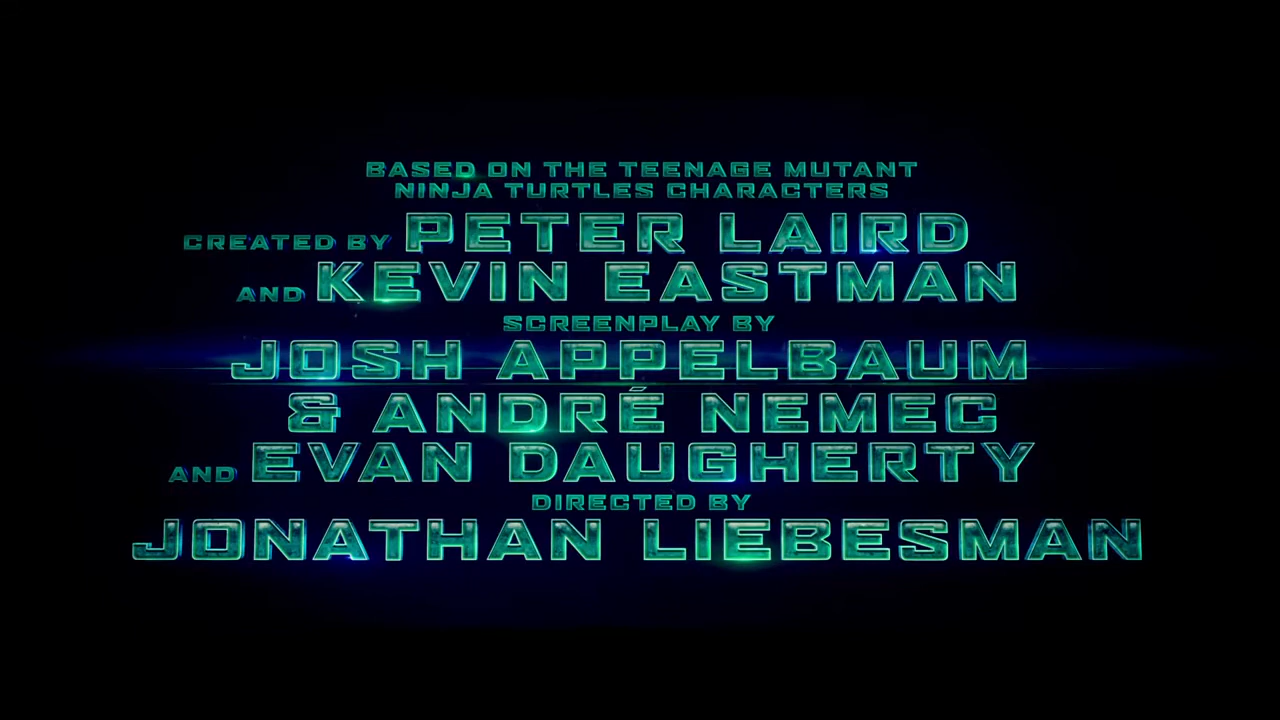 BASED ON THE TEENAGE MUTANT
NINJA TURTLES CHARACTERS
CREATED BY PETER LAIRD
AND KEVIN EASTMAN
SCREENPLAY BY
JOSH APPELBAUM
& ANDRÉ NEMEC
AND EVAN DAUGHERTY
DIRECTED BY
JONATHAN LIEBESMAN